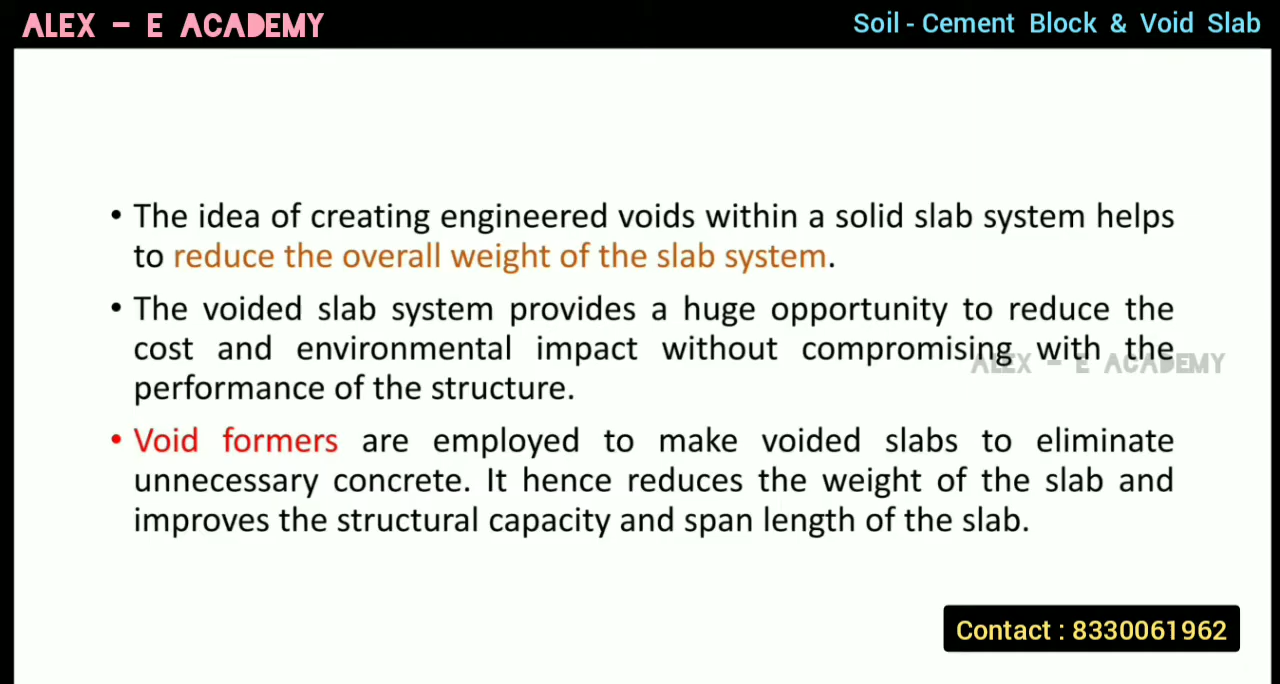 ALEX - E ACADEMY
Soil - Cement Block & Void Slab
• The idea of creating engineered voids within a solid slab system helps
to reduce the overall weight of the slab system.
• The voided slab system provides a huge opportunity to reduce the
cost and environmental impact without compromising with the
ALEX - E ACADEMY
performance of the structure.
• Void formers are employed to make voided slabs to eliminate
unnecessary concrete. It hence reduces the weight of the slab and
improves the structural capacity and span length of the slab.
Contact : 8330061962